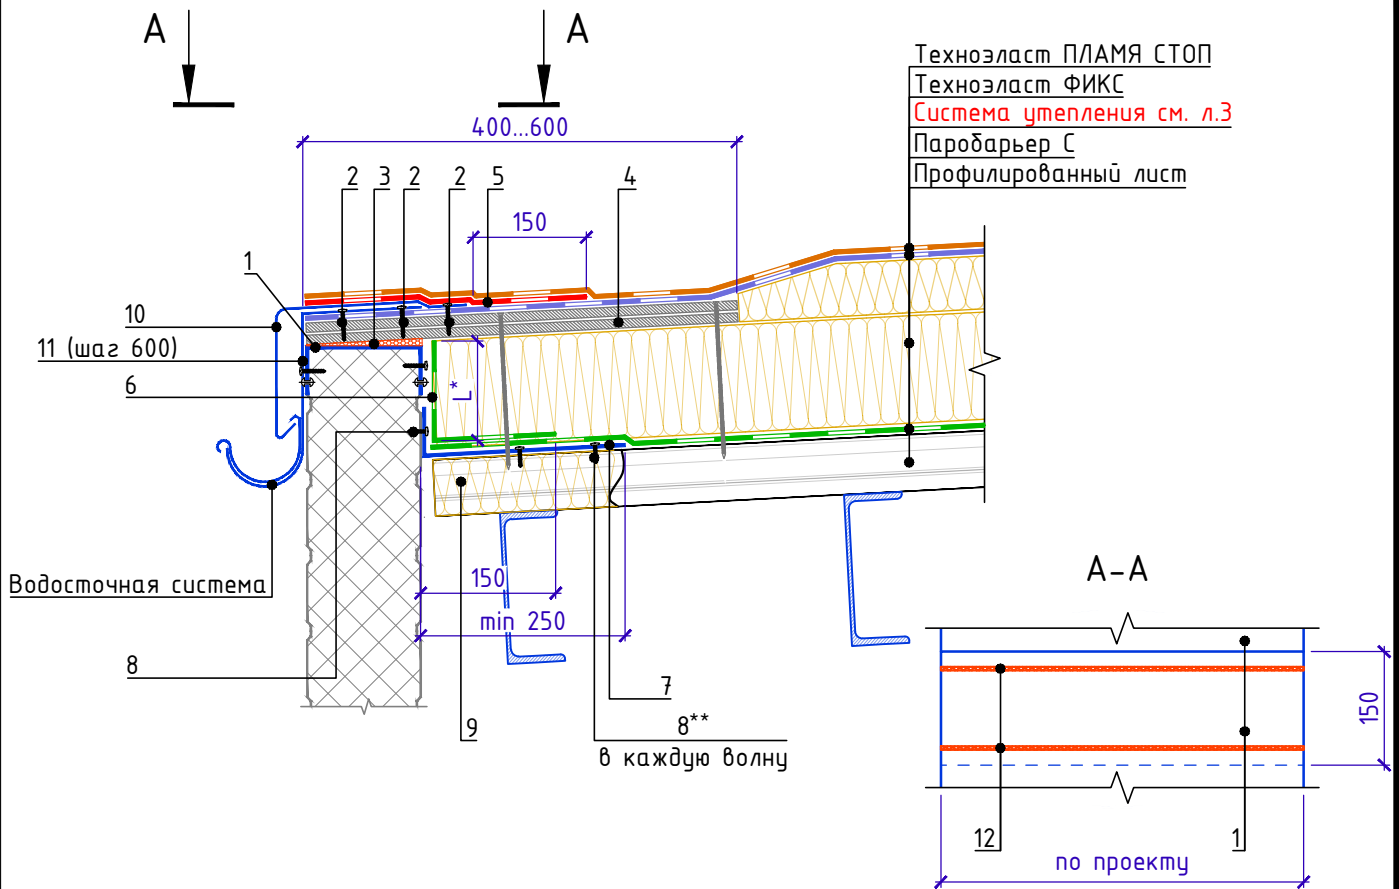 А
А
Техноэласт ПЛАМЯ СТОП
Техноэласт ФИКС
Система утепления см. л.3
Паробарьер С
Профилированный лист
400...600
2
3
2
2
5
4
150
1
10
11 (шаг 600)
6
L*
Водосточная система
150
min 250
8
7
9
8**
в каждую волну
А-А
150
12
1
по проекту